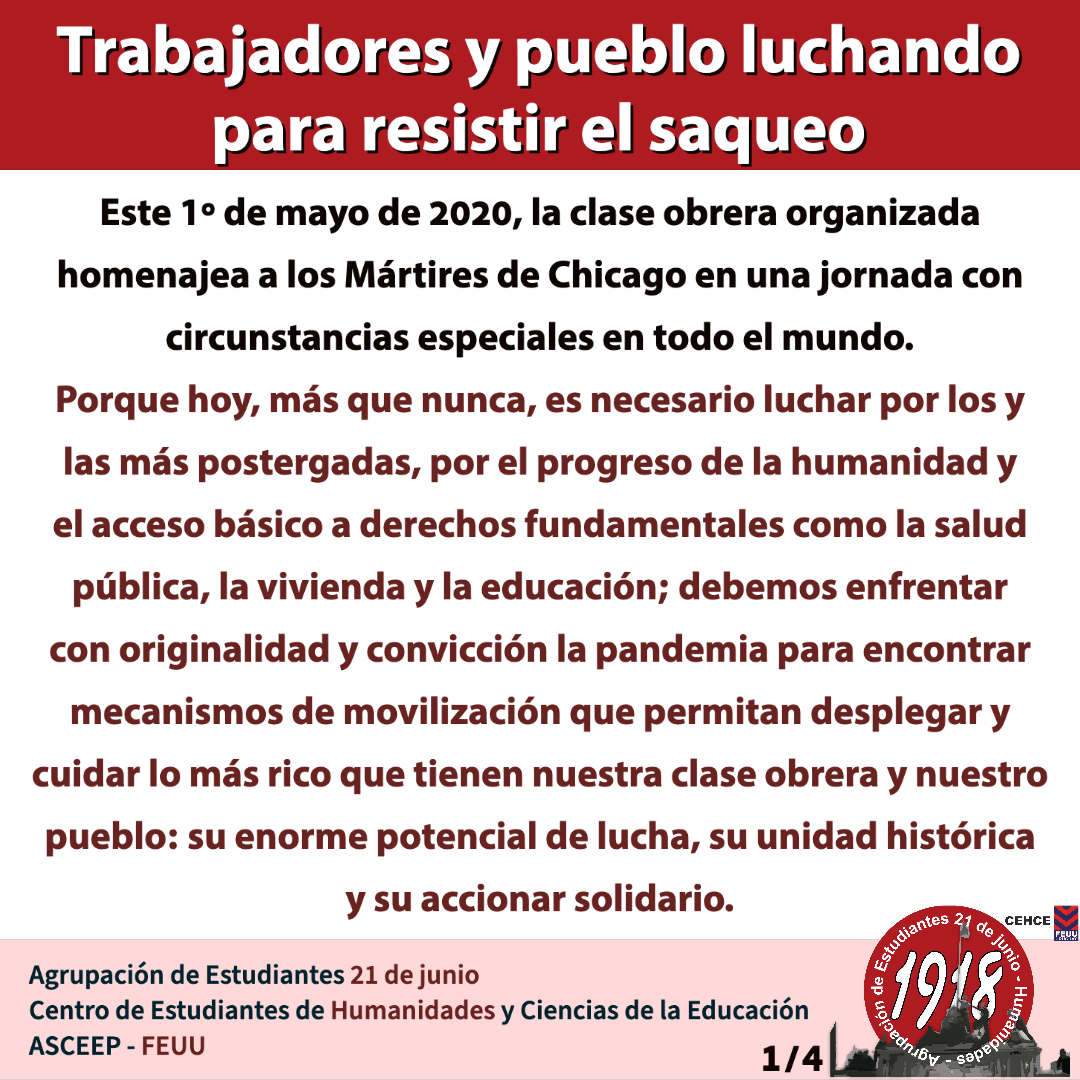 Trabajadores y pueblo luchando
para resistir el saqueo
Este 1º de mayo de 2020, la clase obrera organizada
homenajea a los Mártires de Chicago en una jornada con
circunstancias especiales en todo el mundo.
Porque hoy, más que nunca, es necesario luchar por los y
las más postergadas, por el progreso de la humanidad y
el acceso básico a derechos fundamentales como la salud
pública, la vivienda y la educación; debemos enfrentar
con originalidad y convicción la pandemia para encontrar
mecanismos de movilización que permitan desplegar y
cuidar lo más rico que tienen nuestra clase obrera y nuestro
pueblo: su enorme potencial de lucha, su unidad histórica
y su accionar solidario.
Agrupación de Estudiantes 21 de junio
Centro de Estudiantes de Humanidades y Ciencias de la Educación
ASCEEP - FEUU
1/4
Agrupación de Estudiantes 21 de junio - Humanidades -
1918
CEHCE
FEUU